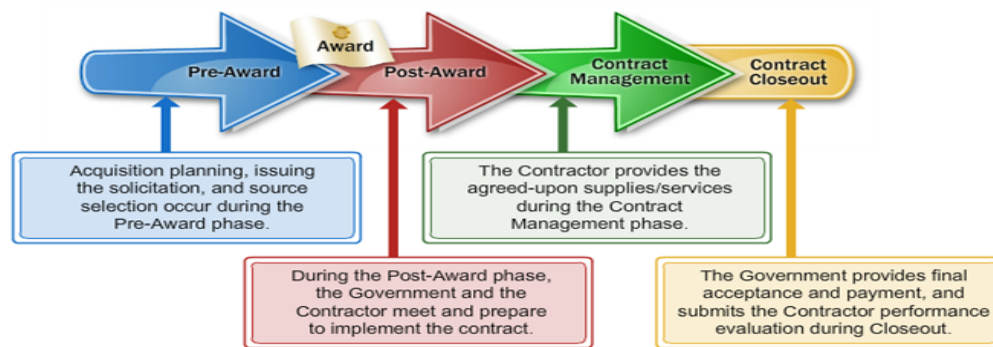 Award
Pre-Award
Post-Award
Contract
Management
Contract
Closeout
Acquisition planning, issuing
the solicitation, and source
selection occur during the
Pre-Award phase.
The Contractor provides the
agreed-upon supplies/services
during the Contract
Management phase.
During the Post-Award phase,
the Government and the
Contractor meet and prepare
to implement the contract.
The Government provides final
acceptance and payment, and
submits the Contractor performance
evaluation during Closeout.